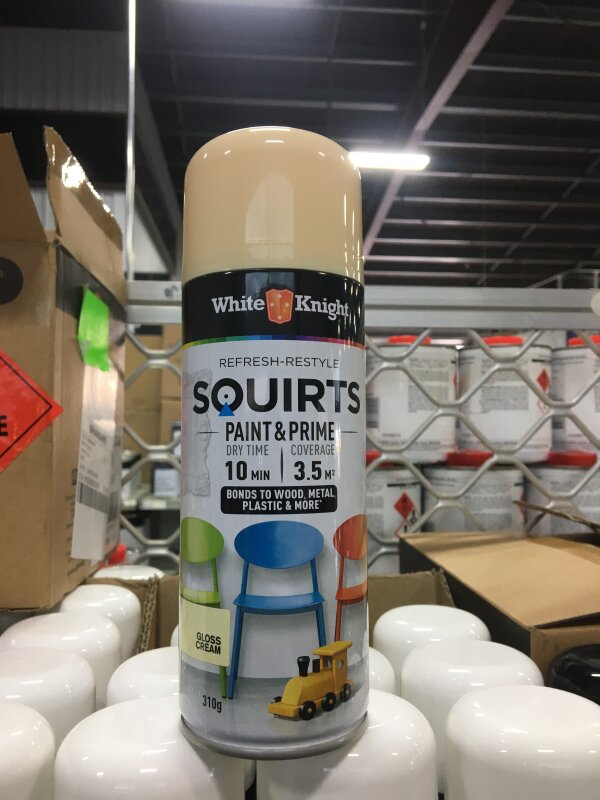 White Knight
REFRESH-RESTYLE
SQUIRTS
PAINT & PRIME
DRY TIME COVERAGE
10 MIN 3.5 M²
BONDS TO WOOD, METAL,
PLASTIC & MORE*
GLOSS
CREAM
310g